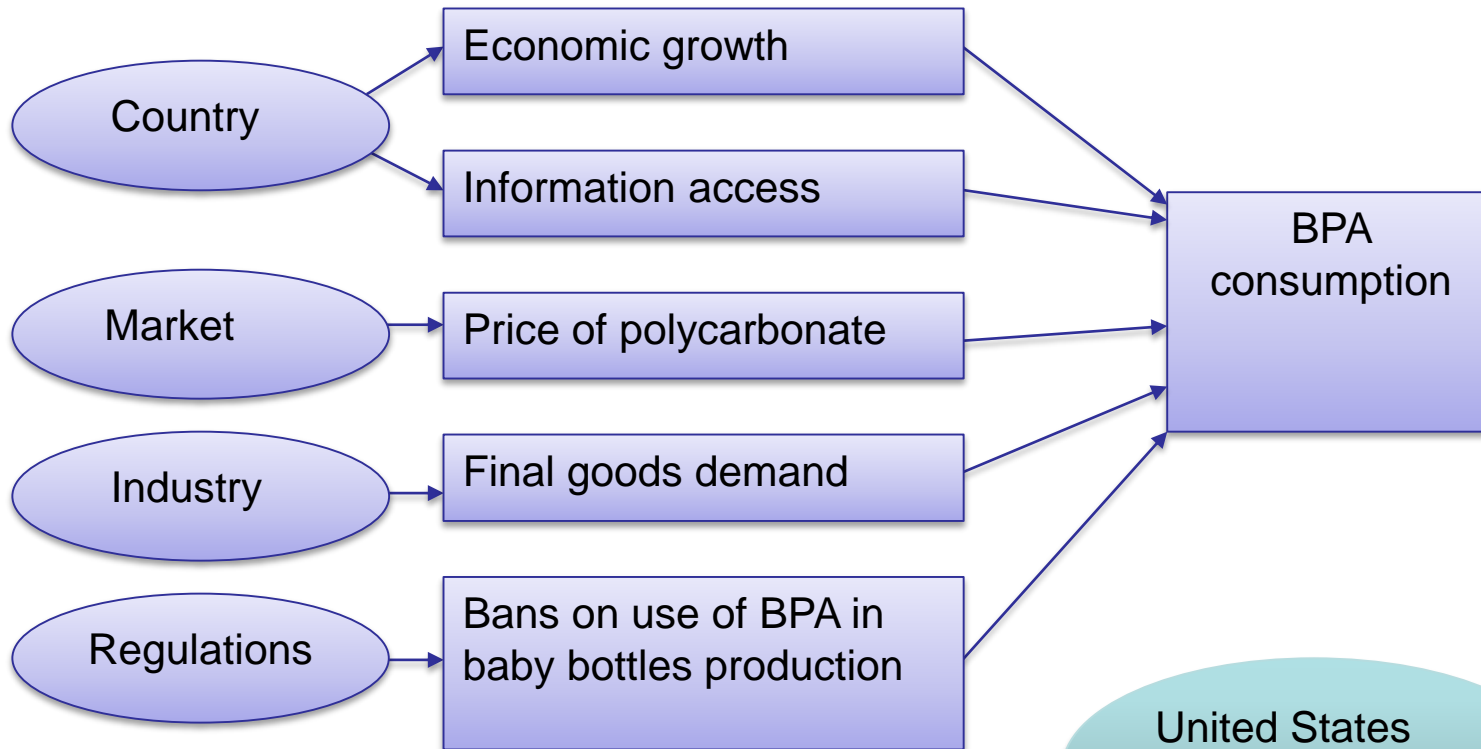 Economic growth
Country
Information access
BPA
consumption
Market
Price of polycarbonate
Industry
Final goods demand
Regulations
Bans on use of BPA in
baby bottles production
United States